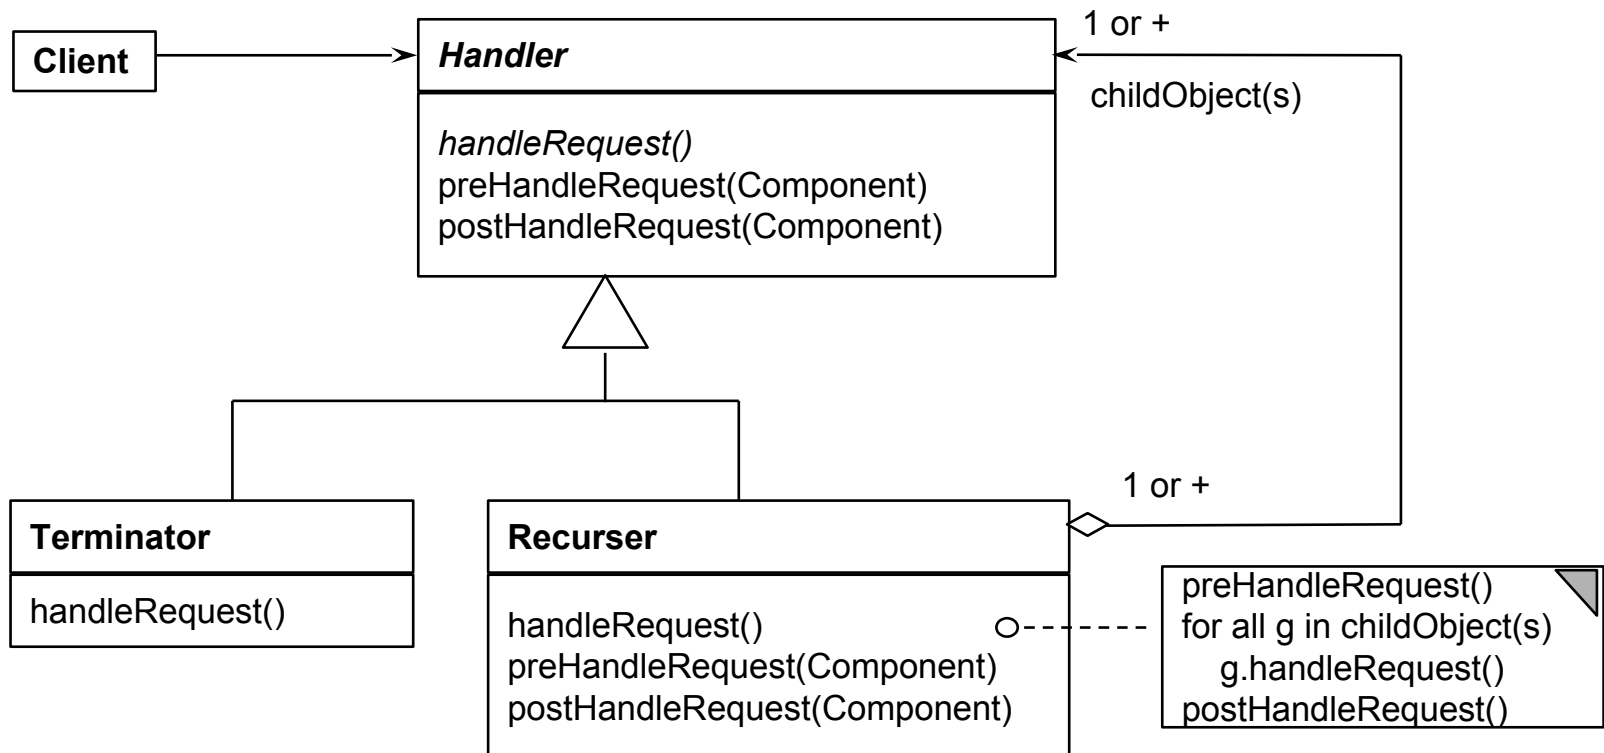 1 or +
Client
Handler
childObject(s)
handleRequest()
preHandleRequest(Component)
postHandleRequest(Component)
1 or +
Terminator
handleRequest()
Recurser
handleRequest()
preHandleRequest(Component)
postHandleRequest(Component)
preHandleRequest()
for all g in childObject(s)
g.handleRequest()
postHandleRequest()